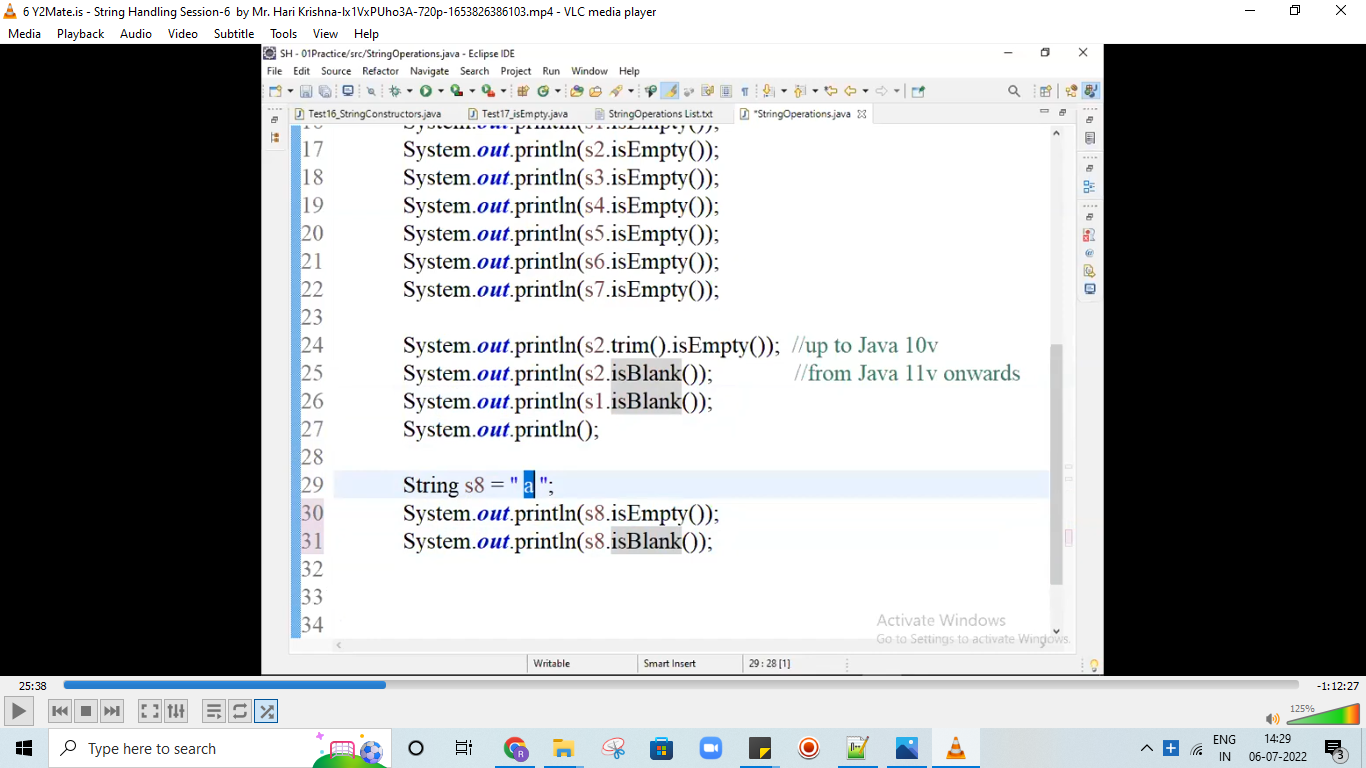 6 Y2Mate.is - String Handling Session-6 by Mr. Hari Krishna-Ix1VxPUho3A-720p-1653826386103.mp4 - VLC media player
Media Playback Audio Video Subtitle Tools View Help
SH - 01Practice/src/StringOperations.java - Eclipse IDE
File Edit Source Refactor Navigate Search Project Run Window Help
Test16_StringConstructors.java Test17_isEmpty.java StringOperations List.txt *StringOperations.java
16 System.out.println(s1.isEmpty());
17 System.out.println(s2.isEmpty());
18 System.out.println(s3.isEmpty());
19 System.out.println(s4.isEmpty());
20 System.out.println(s5.isEmpty());
21 System.out.println(s6.isEmpty());
22 System.out.println(s7.isEmpty());
23
24 System.out.println(s2.trim().isEmpty()); //up to Java 10v
25 System.out.println(s2.isBlank()); //from Java 11v onwards
26 System.out.println(s1.isBlank());
27 System.out.println();
28
29 String s8 = " a ";
30 System.out.println(s8.isEmpty());
31 System.out.println(s8.isBlank());
32
33
34
Activate Windows
Go to Settings to activate Windows.
Writable Smart Insert 29 : 28 [1]
25:38 -1:12:27
125%
Type here to search
ENG 14:29
IN 06-07-2022 3